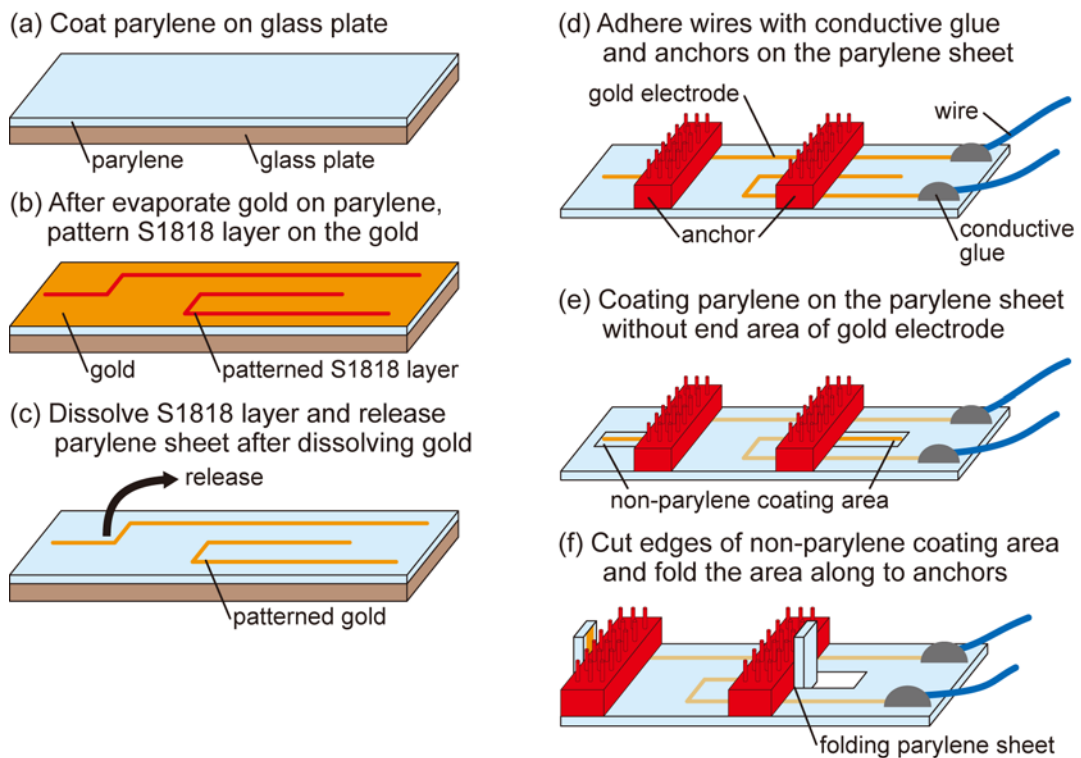 (a) Coat parylene on glass plate
parylene
glass plate
(b) After evaporate gold on parylene,
pattern S1818 layer on the gold
gold
patterned S1818 layer
(c) Dissolve S1818 layer and release
parylene sheet after dissolving gold
release
patterned gold
(d) Adhere wires with conductive glue
and anchors on the parylene sheet
gold electrode
wire
anchor
conductive
glue
(e) Coating parylene on the parylene sheet
without end area of gold electrode
non-parylene coating area
(f) Cut edges of non-parylene coating area
and fold the area along to anchors
folding parylene sheet